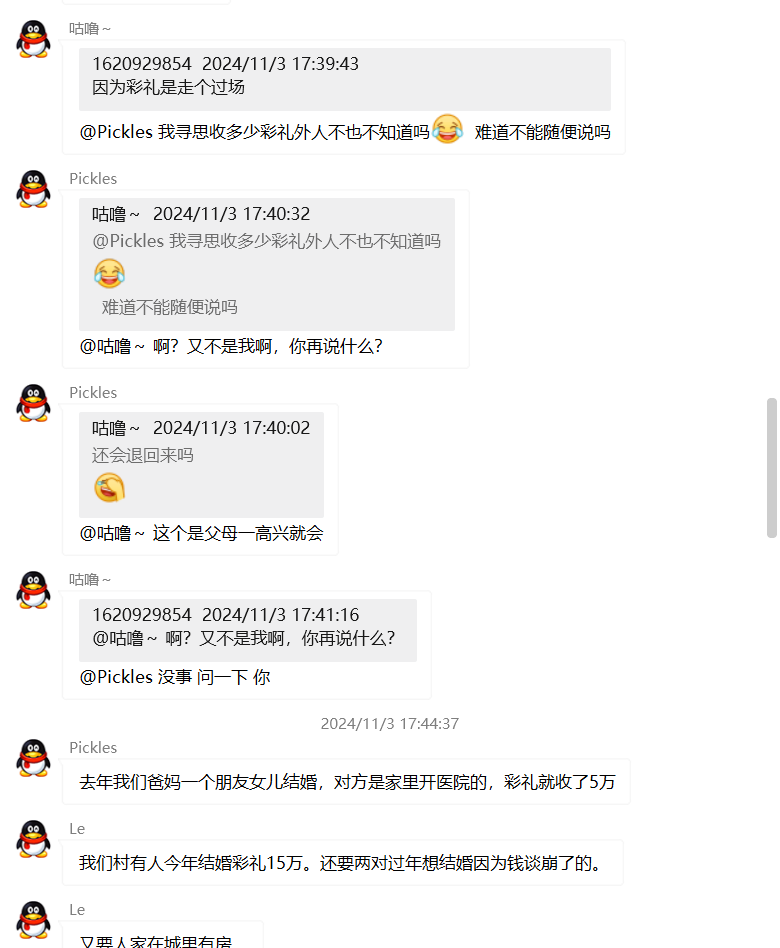 咕噜～
1620929854 2024/11/3 17:39:43
因为彩礼是走个过场
@Pickles 我寻思收多少彩礼外人不也不知道吗😂 难道不能随便说吗
Pickles
咕噜～ 2024/11/3 17:40:32
@Pickles 我寻思收多少彩礼外人不也不知道吗
😂
难道不能随便说吗
@咕噜～ 啊？又不是我啊，你再说什么？
Pickles
咕噜～ 2024/11/3 17:40:02
还会退回来吗
@咕噜～ 这个是父母一高兴就会
咕噜～
1620929854 2024/11/3 17:41:16
@咕噜～ 啊？又不是我啊，你再说什么？
@Pickles 没事 问一下 你
2024/11/3 17:44:37
Pickles
去年我们爸妈一个朋友女儿结婚，对方是家里开医院的，彩礼就收了5万
Le
我们村有人今年结婚彩礼15万。还要两对过年想结婚因为钱谈崩了的。
Le
又要人家在城里有房